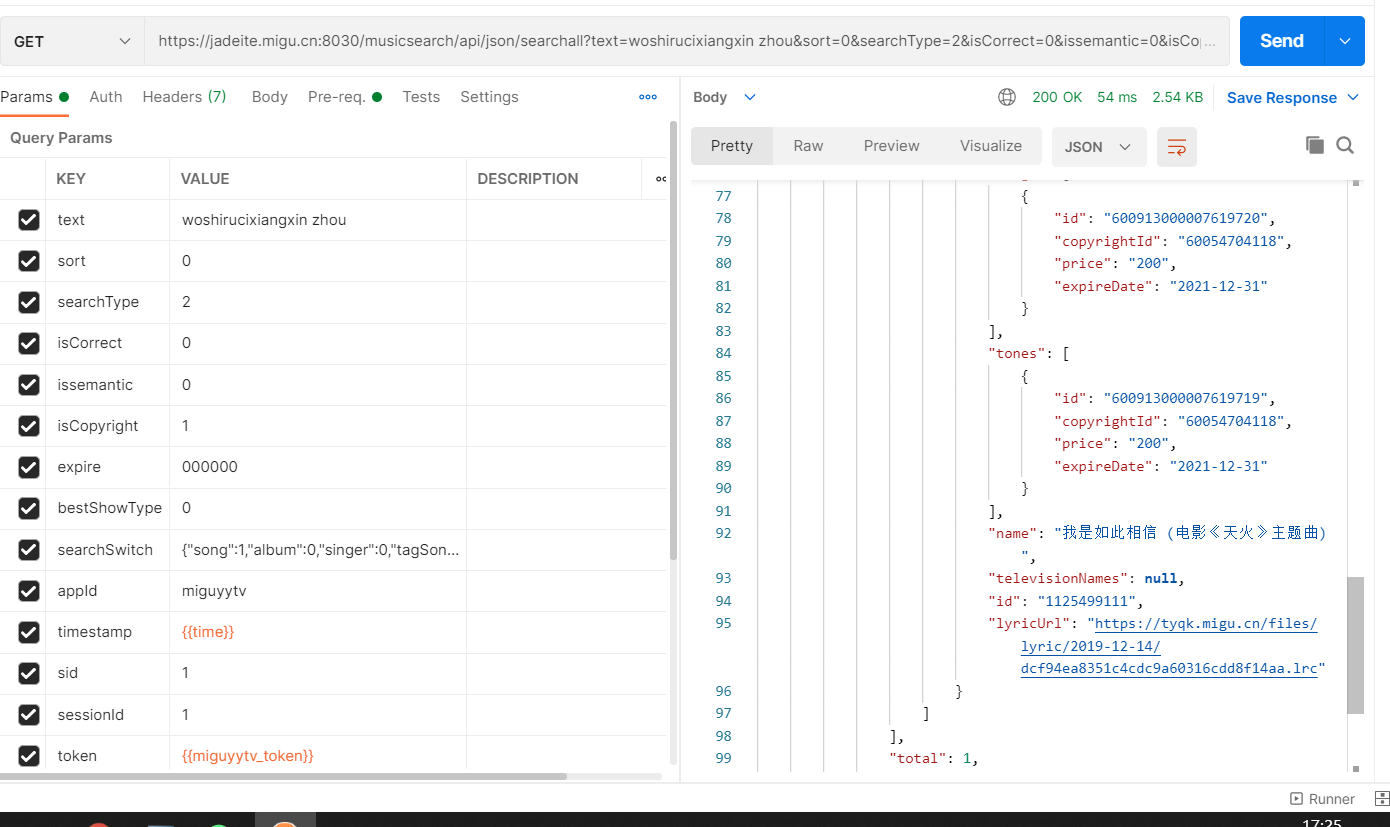 GET
https://jadeite.migu.cn:8030/musicsearch/api/json/searchall?text=woshirucixiangxin zhou&sort=0&searchType=2&isCorrect=0&issemantic=0&isCo...
Send
Params
Auth
Headers (7)
Body
Pre-req.
Tests
Settings
Query Params
KEY VALUE DESCRIPTION
text woshirucixiangxin zhou
sort 0
searchType 2
isCorrect 0
issemantic 0
isCopyright 1
expire 000000
bestShowType 0
searchSwitch {"song":1,"album":0,"singer":0,"tagSon...
appId miguyytv
timestamp {{time}}
sid 1
sessionId 1
token {{miguyytv_token}}
Body
200 OK 54 ms 2.54 KB
Save Response
Pretty
Raw
Preview
Visualize
JSON
77 {
78 "id": "600913000007619720",
79 "copyrightId": "60054704118",
80 "price": "200",
81 "expireDate": "2021-12-31"
82 }
83 ],
84 "tones": [
85 {
86 "id": "600913000007619719",
87 "copyrightId": "60054704118",
88 "price": "200",
89 "expireDate": "2021-12-31"
90 }
91 ],
92 "name": "我是如此相信 (电影《天火》主题曲)
",
93 "televisionNames": null,
94 "id": "1125499111",
95 "lyricUrl": "https://tyqk.migu.cn/files/
lyric/2019-12-14/
dcf94ea8351c4cdc9a60316cdd8f14aa.lrc"
96 }
97 ]
98 ],
99 "total": 1,
Runner
17:25